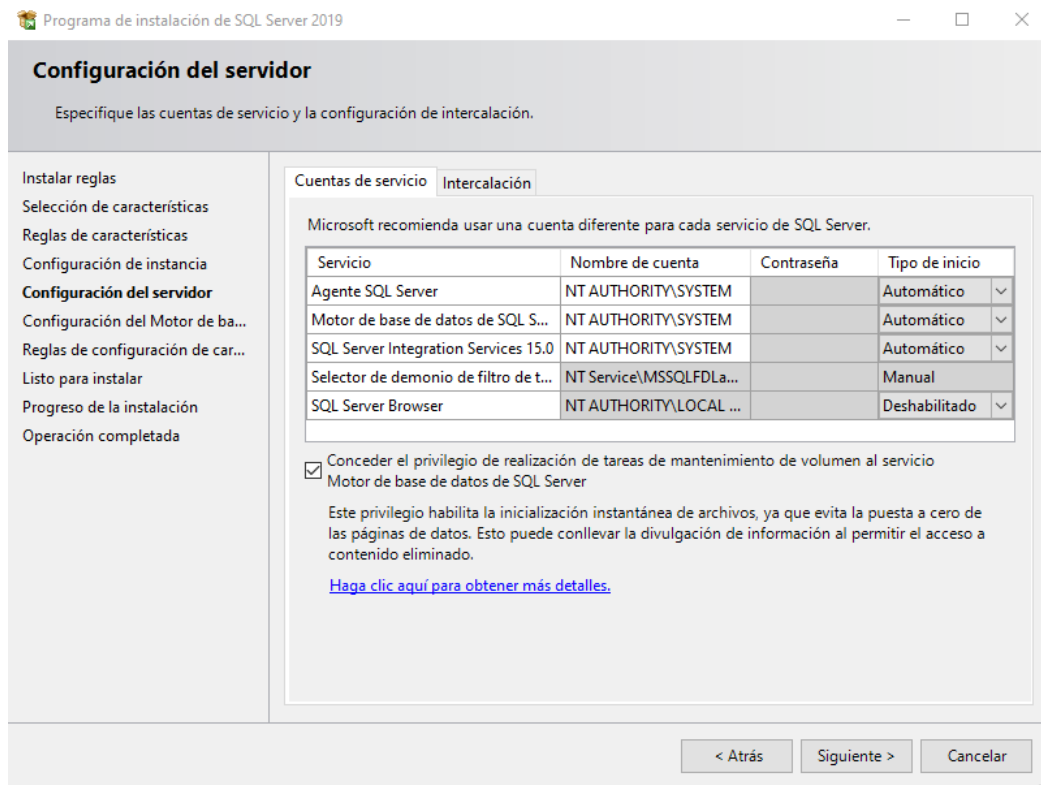 Programa de instalación de SQL Server 2019
Configuración del servidor
Especifique las cuentas de servicio y la configuración de intercalación.
Instalar reglas
Selección de características
Reglas de características
Configuración de instancia
Configuración del servidor
Configuración del Motor de ba...
Reglas de configuración de car...
Listo para instalar
Progreso de la instalación
Operación completada
Cuentas de servicio Intercalación
Microsoft recomienda usar una cuenta diferente para cada servicio de SQL Server.
Servicio Nombre de cuenta Contraseña Tipo de inicio
Agente SQL Server NT AUTHORITY\SYSTEM Automático
Motor de base de datos de SQL S... NT AUTHORITY\SYSTEM Automático
SQL Server Integration Services 15.0 NT AUTHORITY\SYSTEM Automático
Selector de demonio de filtro de t... NT Service\MSSQLFDLa... Manual
SQL Server Browser NT AUTHORITY\LOCAL ... Deshabilitado
Conceder el privilegio de realización de tareas de mantenimiento de volumen al servicio
Motor de base de datos de SQL Server
Este privilegio habilita la inicialización instantánea de archivos, ya que evita la puesta a cero de
las páginas de datos. Esto puede conllevar la divulgación de información al permitir el acceso a
contenido eliminado.
Haga clic aquí para obtener más detalles.
< Atrás Siguiente > Cancelar